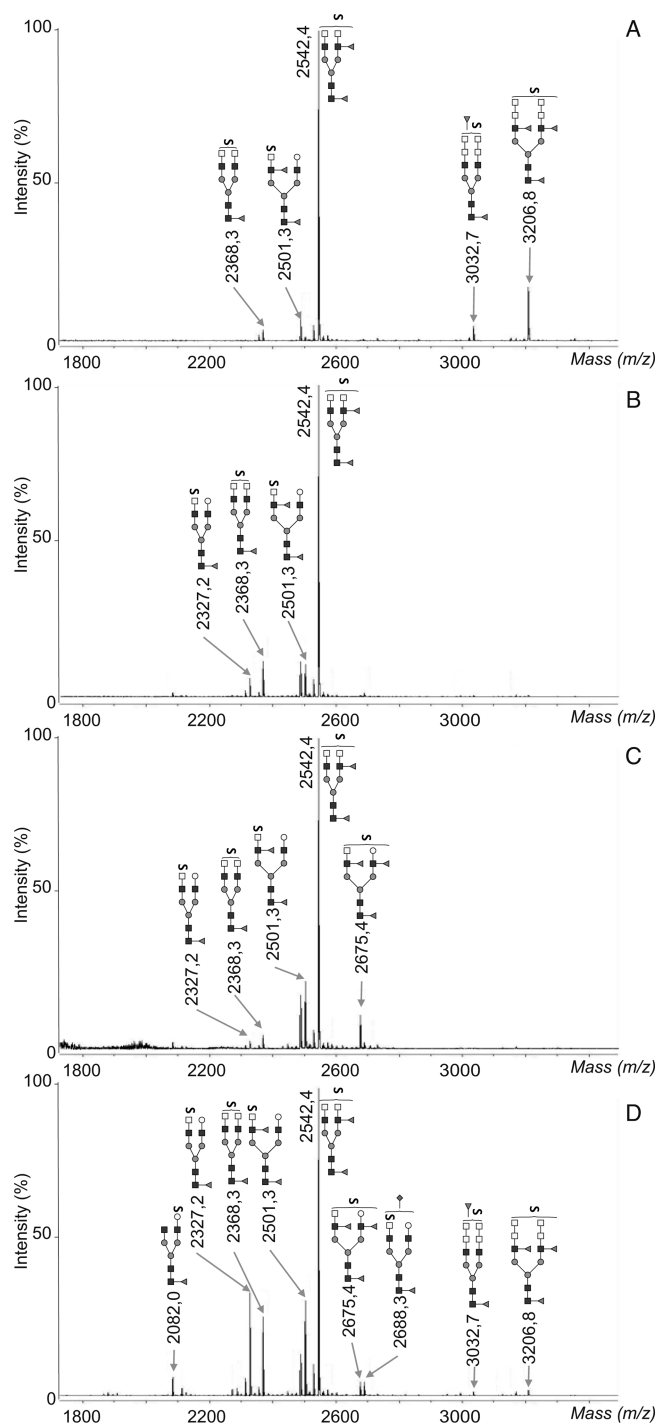 A
Intensity (%)
100
50
0
2368,3
S
2501,3
S
2542,4
S
3032,7
S
3206,8
S
1800 2200 2600 3000 Mass (m/z)
B
Intensity (%)
100
50
0
2327,2
S
2368,3
S
2501,3
S
2542,4
S
1800 2200 2600 3000 Mass (m/z)
C
Intensity (%)
100
50
0
2327,2
S
2368,3
S
2501,3
S
2542,4
S
2675,4
S
1800 2200 2600 3000 Mass (m/z)
D
Intensity (%)
100
50
0
2082,0
S
2327,2
S
2368,3
S
2501,3
S
2542,4
S
2675,4
S
2688,3
S
3032,7
S
3206,8
S
1800 2200 2600 3000 Mass (m/z)